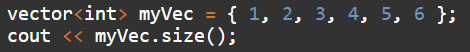 vector<int> myVec = { 1, 2, 3, 4, 5, 6 };
cout << myVec.size();